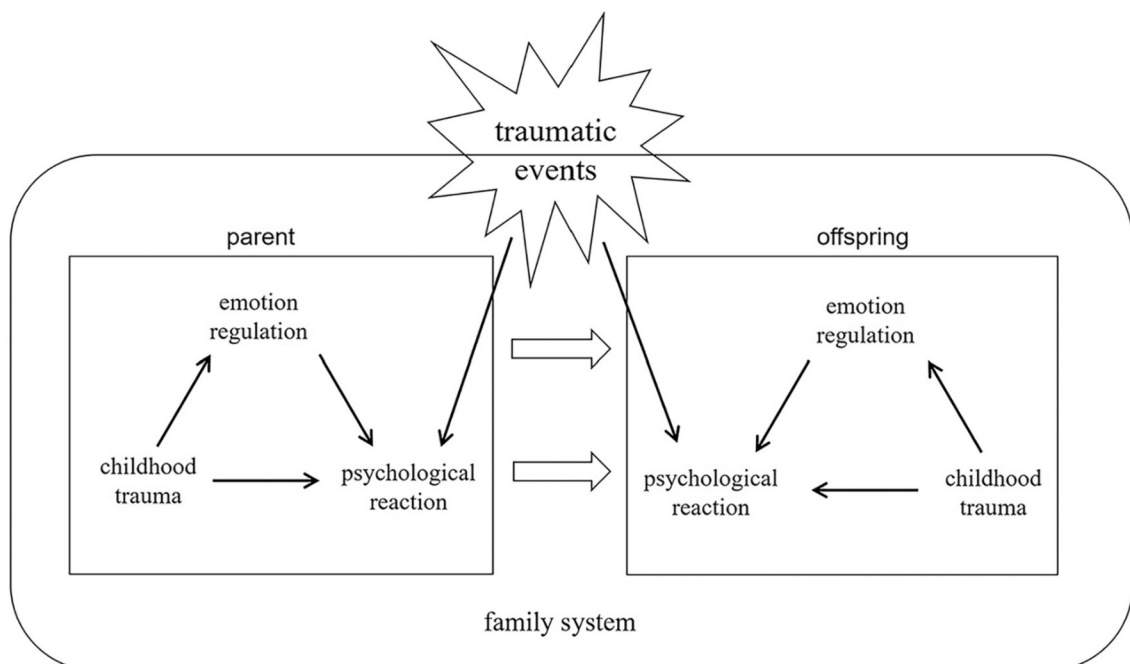 traumatic
events
parent
offspring
emotion
regulation
emotion
regulation
childhood
trauma
psychological
reaction
psychological
reaction
childhood
trauma
family system